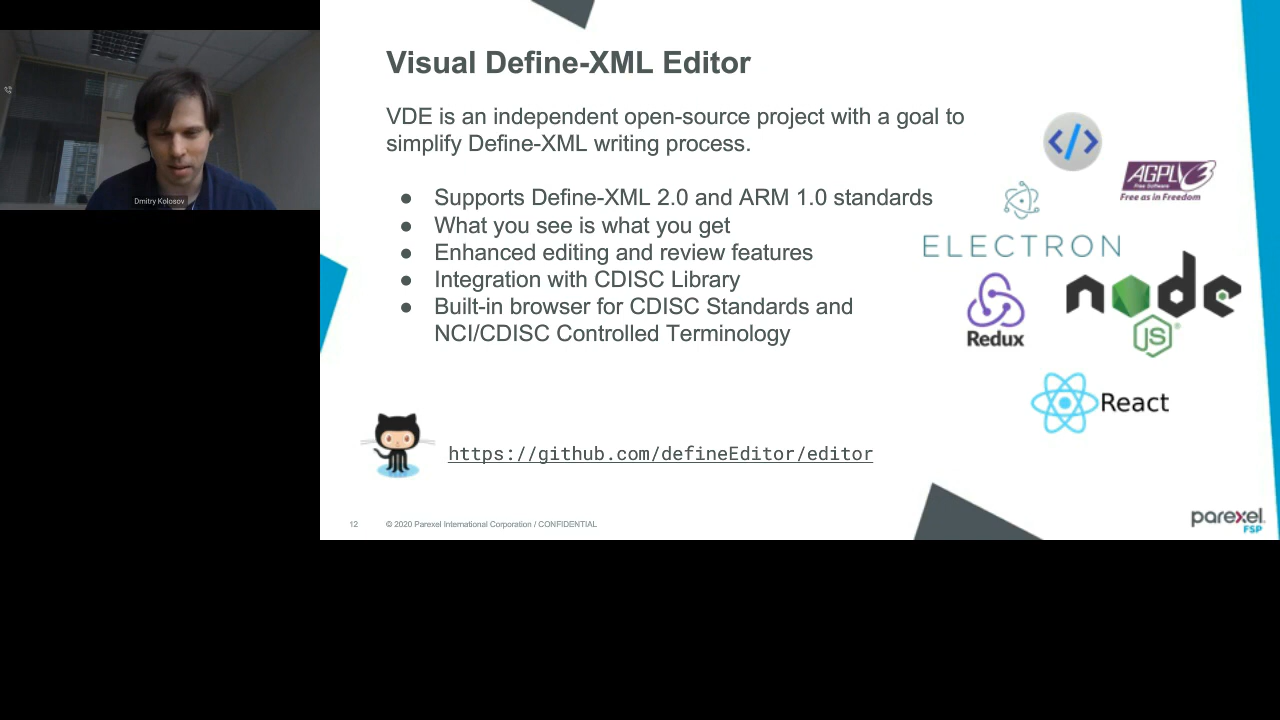 Dmitry Kolosov
Visual Define-XML Editor
VDE is an independent open-source project with a goal to
simplify Define-XML writing process.
● Supports Define-XML 2.0 and ARM 1.0 standards
● What you see is what you get
● Enhanced editing and review features
● Integration with CDISC Library
● Built-in browser for CDISC Standards and
NCI/CDISC Controlled Terminology
</>
AGPL v3
Free Software
Free as in Freedom
ELECTRON
node
JS
Redux
React
https://github.com/defineEditor/editor
12 © 2020 Parexel International Corporation / CONFIDENTIAL
parexel
FSP